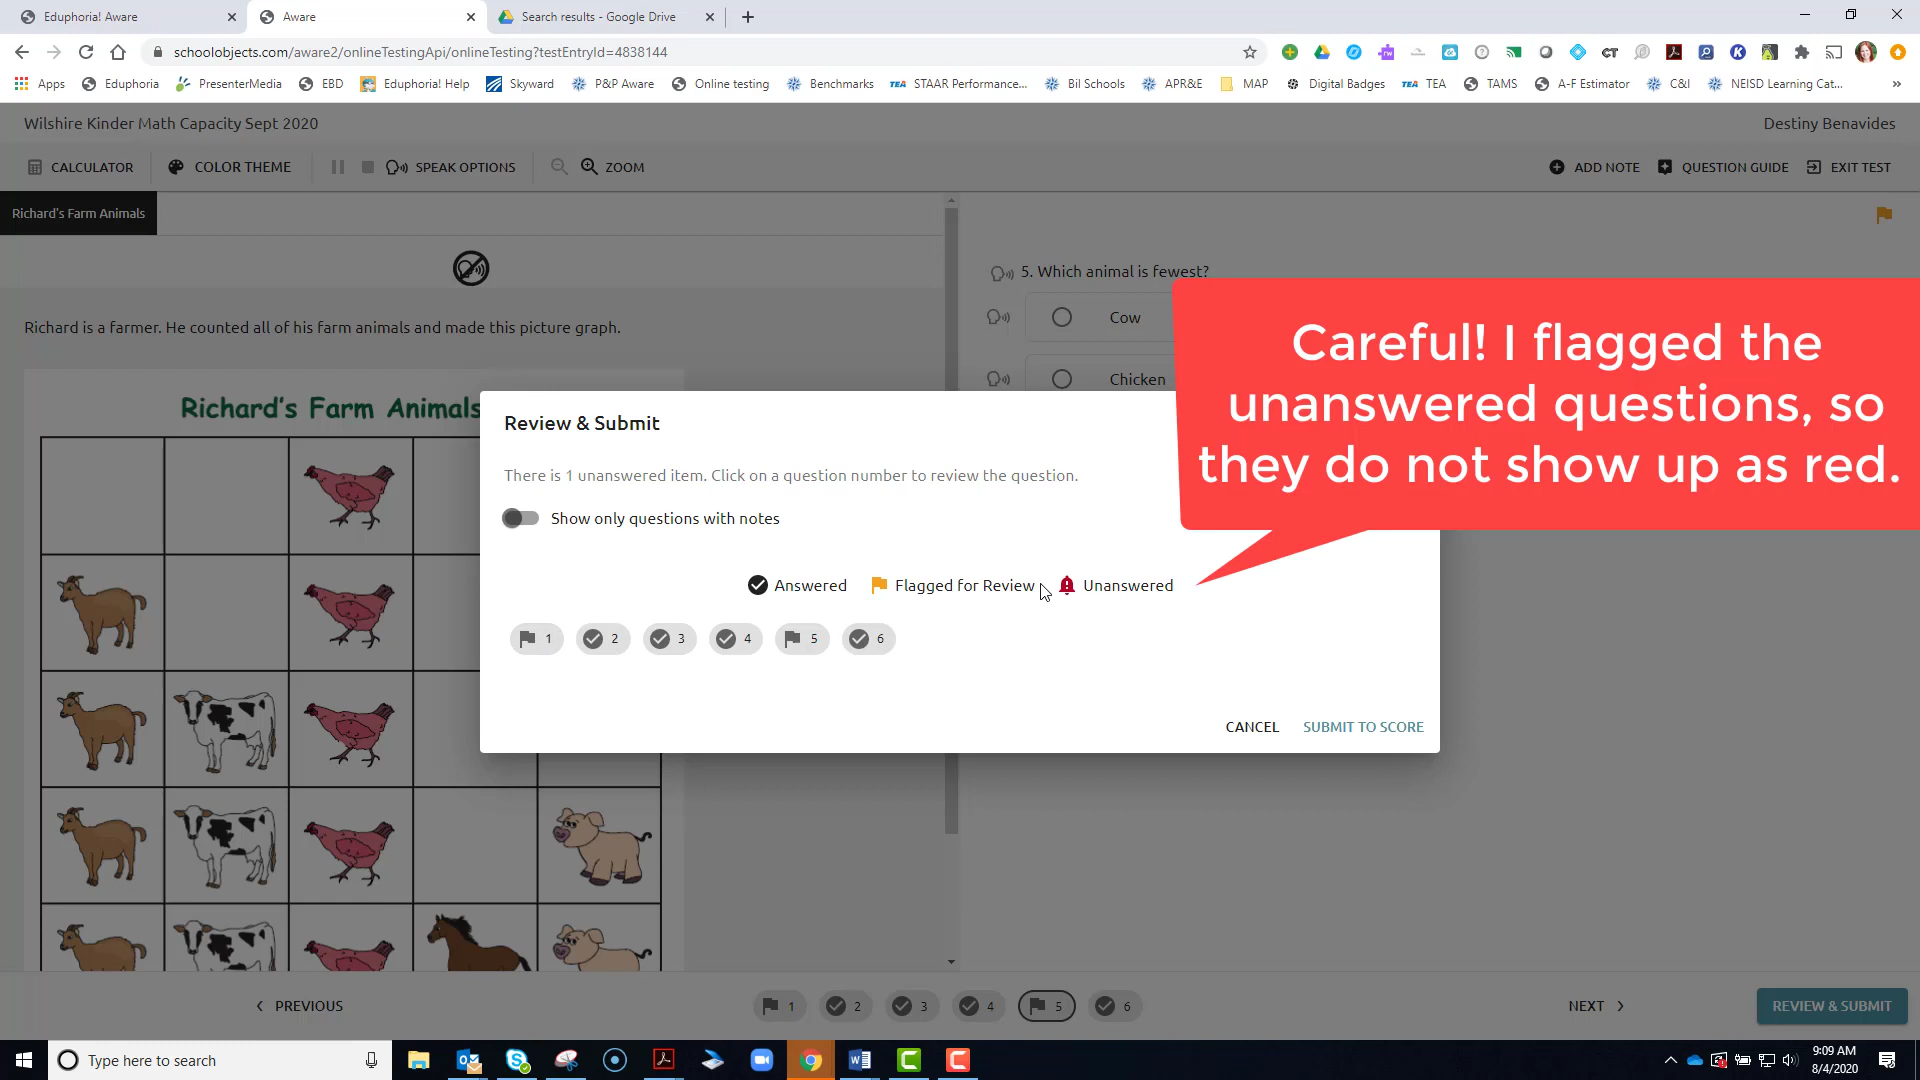 Eduphoria! Aware
Aware
Search results - Google Drive
schoolobjects.com/aware2/onlineTestingApi/onlineTesting?testEntryId=4838144
Apps
Eduphoria
PresenterMedia
EBD
Eduphoria! Help
Skyward
P&P Aware
Online testing
Benchmarks
TEA STAAR Performance...
Bil Schools
APR&E
MAP
Digital Badges
TEA TEA
TAMS
A-F Estimator
C&I
NEISD Learning Cat...
Wilshire Kinder Math Capacity Sept 2020
Destiny Benavides
CALCULATOR
COLOR THEME
SPEAK OPTIONS
ZOOM
ADD NOTE
QUESTION GUIDE
EXIT TEST
Richard's Farm Animals
Richard is a farmer. He counted all of his farm animals and made this picture graph.
Richard's Farm Animals
5. Which animal is fewest?
Cow
Chicken
Careful! I flagged the
unanswered questions, so
they do not show up as red.
Review & Submit
There is 1 unanswered item. Click on a question number to review the question.
Show only questions with notes
Answered
Flagged for Review
Unanswered
1 2 3 4 5 6
CANCEL
SUBMIT TO SCORE
PREVIOUS
1 2 3 4 5 6
NEXT
REVIEW & SUBMIT
Type here to search
9:09 AM
8/4/2020